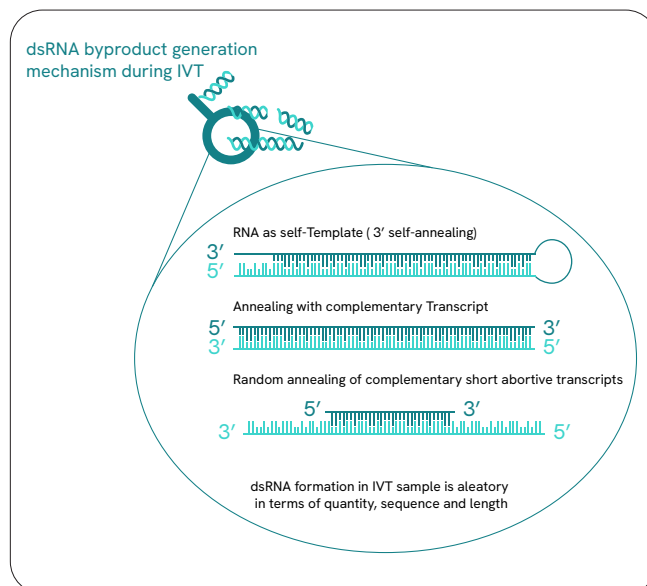 dsRNA byproduct generation
mechanism during IVT
RNA as self-Template ( 3′ self-annealing)
3′
5′
Annealing with complementary Transcript
5′ 3′
3′ 5′
Random annealing of complementary short abortive transcripts
5′ 3′
3′ 5′
dsRNA formation in IVT sample is aleatory
in terms of quantity, sequence and length